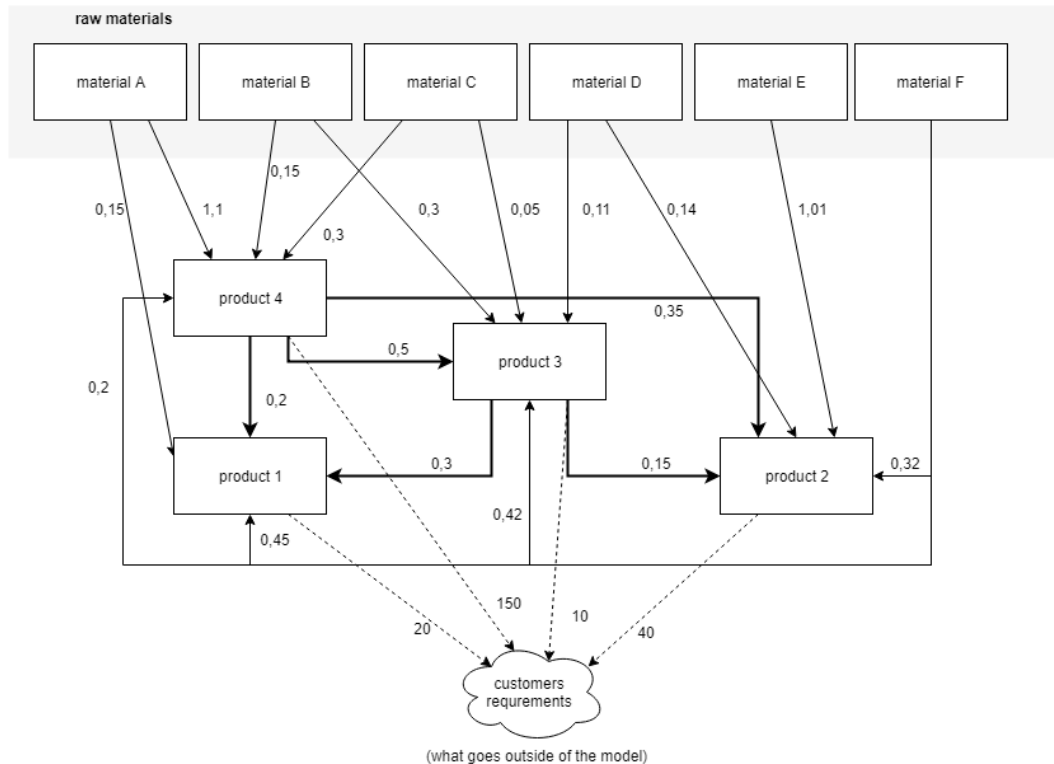 raw materials
material A
material B
material C
material D
material E
material F
0,15
0,15
1,1
0,3
0,3
0,05
0,11
0,14
1,01
product 4
0,35
product 3
0,5
0,2
0,2
product 1
0,3
0,15
product 2
0,32
0,42
0,45
150
10
20
40
customers
requrements
(what goes outside of the model)